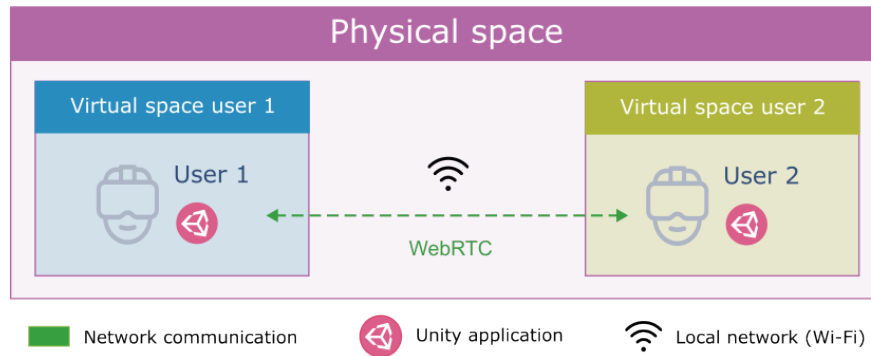 Physical space
Virtual space user 1
Virtual space user 2
User 1
User 2
WebRTC
Network communication
Unity application
Local network (Wi-Fi)